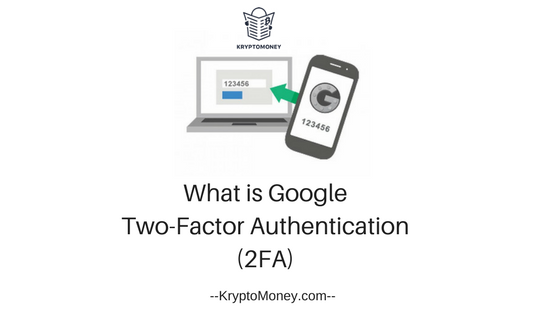 KRYPTOMONEY
123456
G
123456
What is Google
Two-Factor Authentication
(2FA)
--KryptoMoney.com--